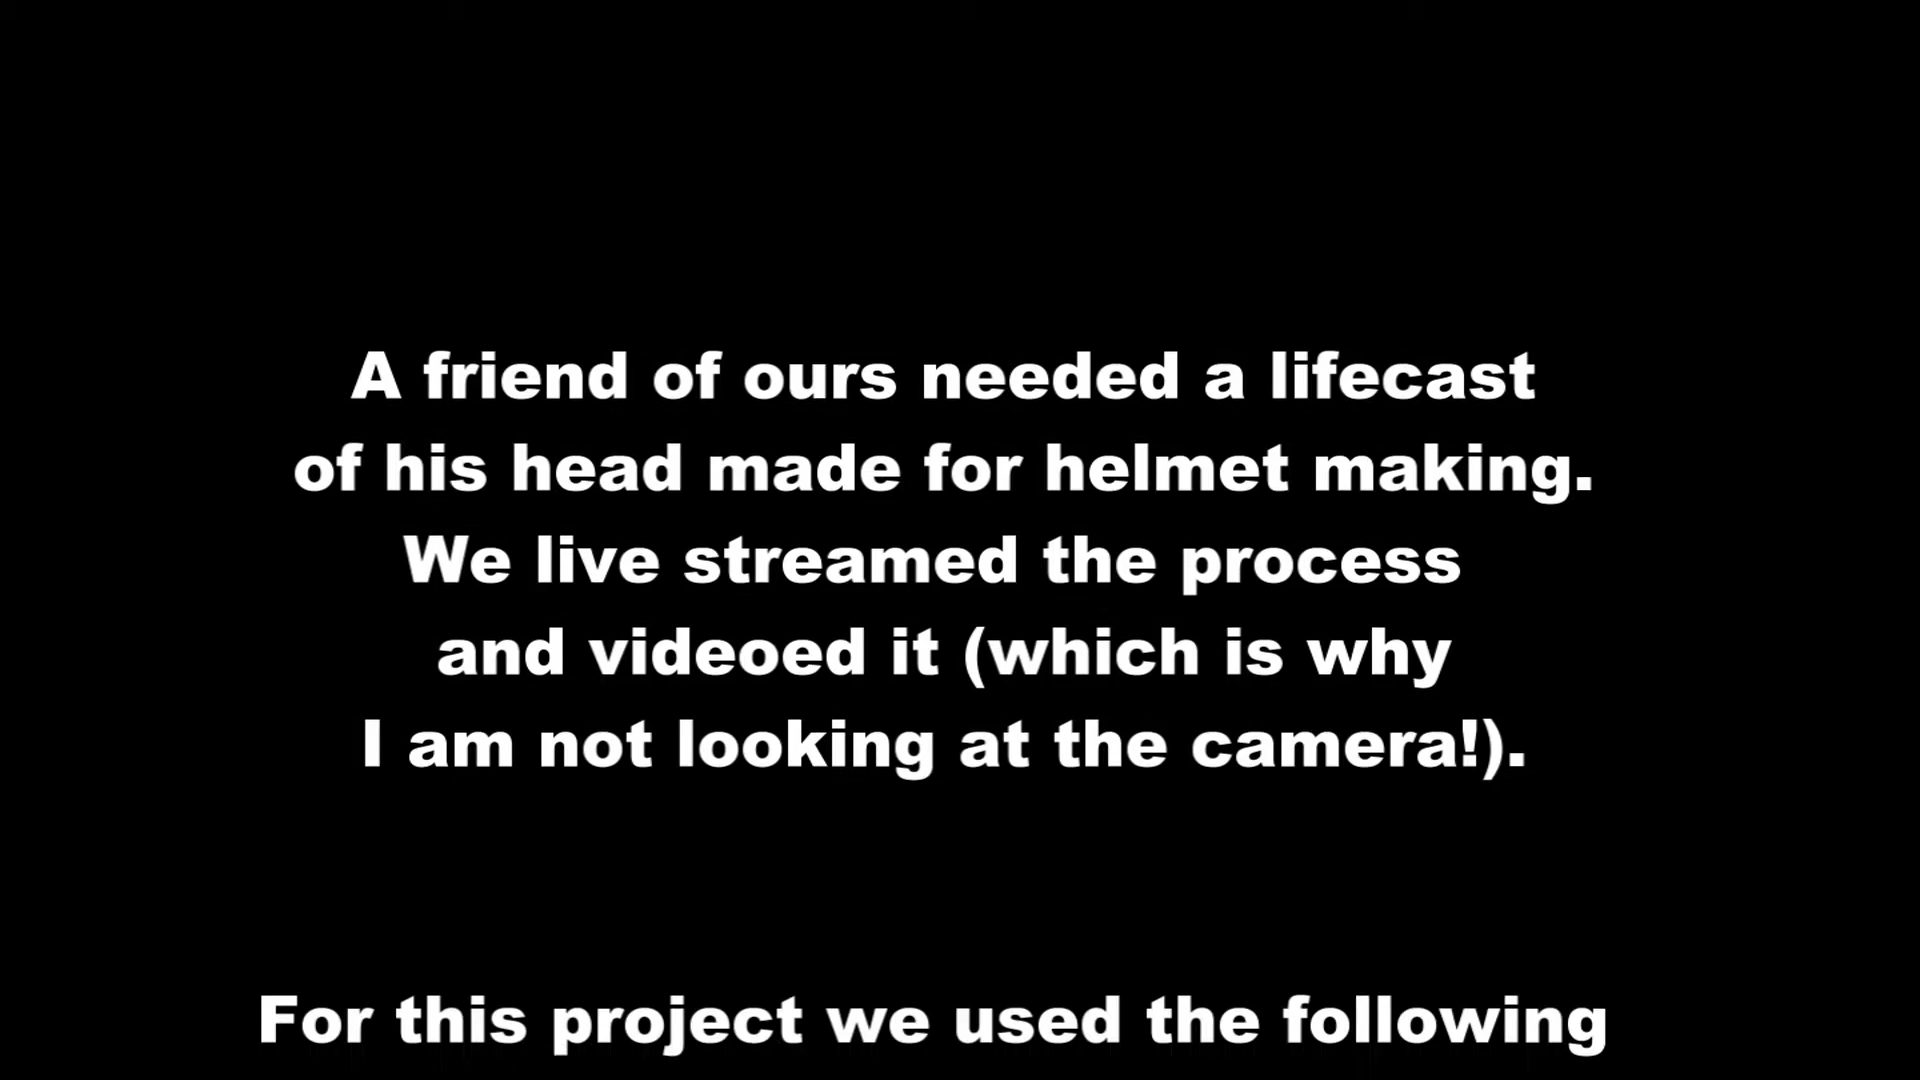 A friend of ours needed a lifecast
of his head made for helmet making.
We live streamed the process
and videoed it (which is why
I am not looking at the camera!).
For this project we used the following